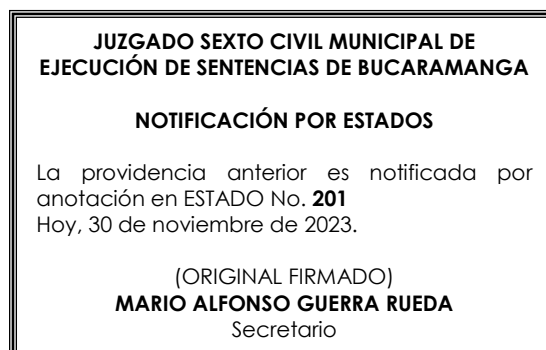 JUZGADO SEXTO CIVIL MUNICIPAL DE
EJECUCIÓN DE SENTENCIAS DE BUCARAMANGA
NOTIFICACIÓN POR ESTADOS
La providencia anterior es notificada por
anotación en ESTADO No. 201
Hoy, 30 de noviembre de 2023.
(ORIGINAL FIRMADO)
MARIO ALFONSO GUERRA RUEDA
Secretario